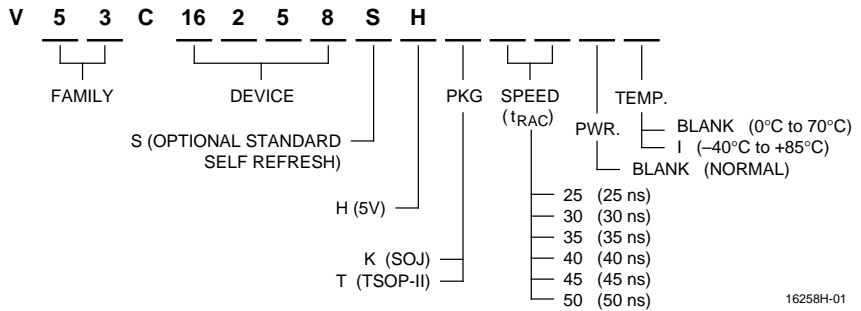 V 5 3 C 16 2 5 8 S H
FAMILY DEVICE PKG SPEED TEMP.
(tRAC) PWR.
BLANK (0°C to 70°C)
I (–40°C to +85°C)
BLANK (NORMAL)
S (OPTIONAL STANDARD
SELF REFRESH)
H (5V)
25 (25 ns)
30 (30 ns)
35 (35 ns)
40 (40 ns)
45 (45 ns)
50 (50 ns)
K (SOJ)
T (TSOP-II)
16258H-01